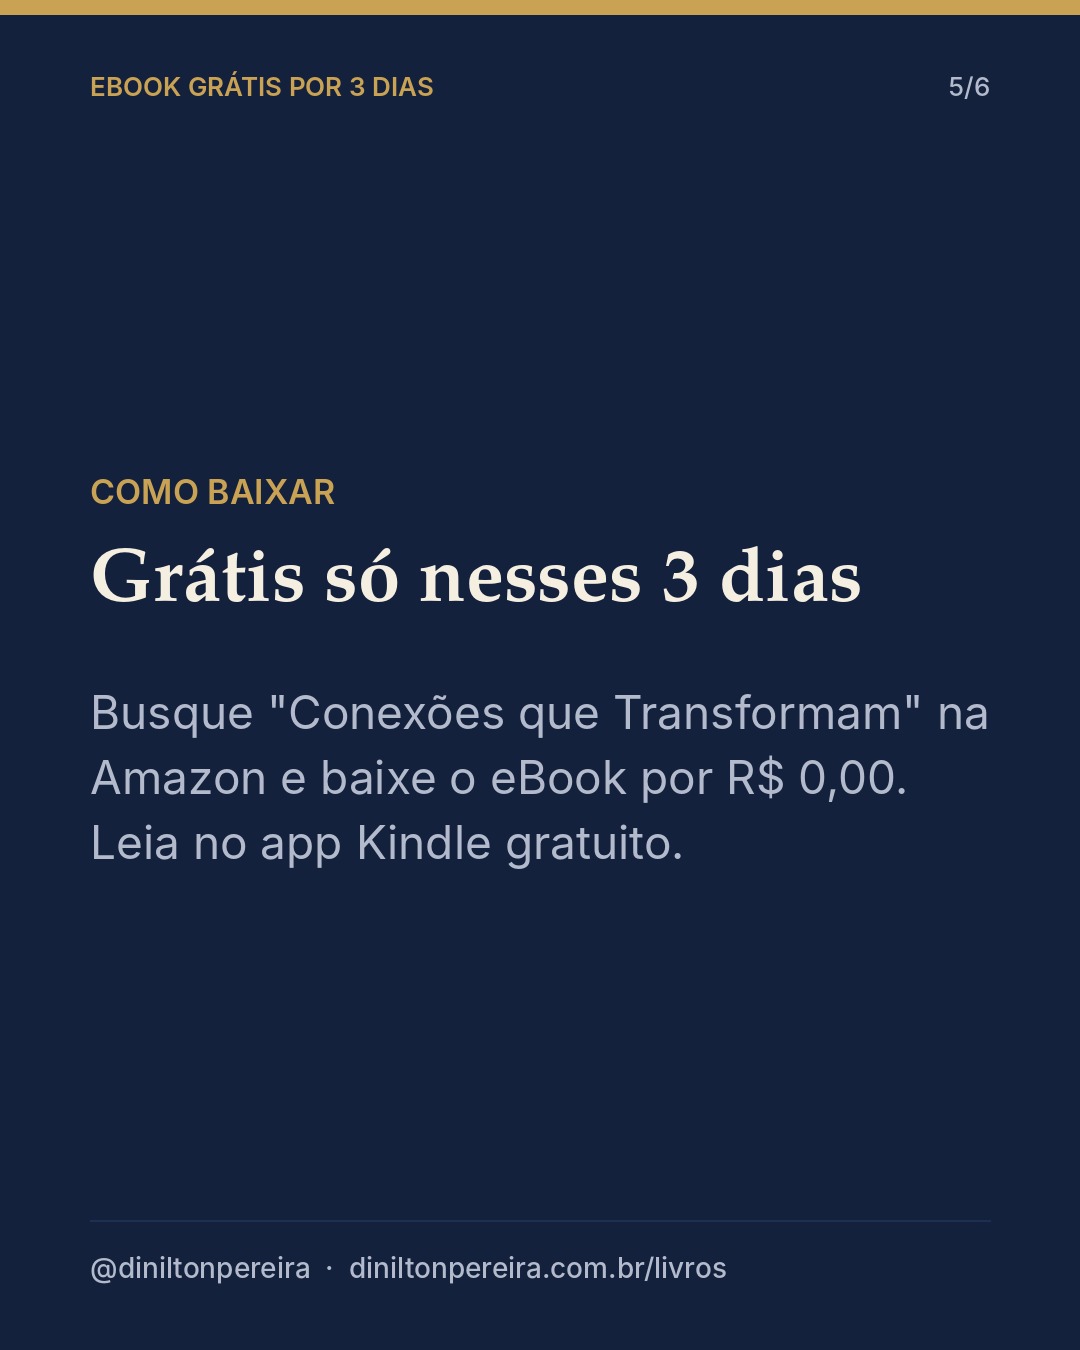 EBOOK GRÁTIS POR 3 DIAS
5/6
COMO BAIXAR
Grátis só nesses 3 dias
Busque "Conexões que Transformam" na
Amazon e baixe o eBook por R$ 0,00.
Leia no app Kindle gratuito.
@diniltonpereira · diniltonpereira.com.br/livros